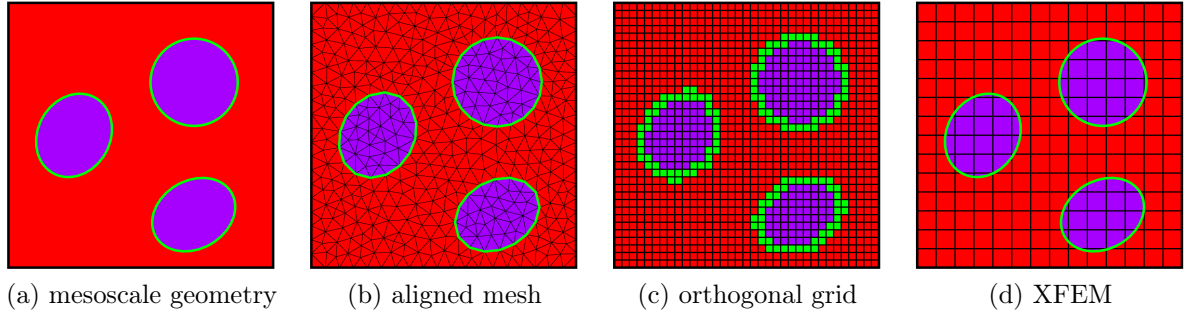 (a) mesoscale geometry
(b) aligned mesh
(c) orthogonal grid
(d) XFEM